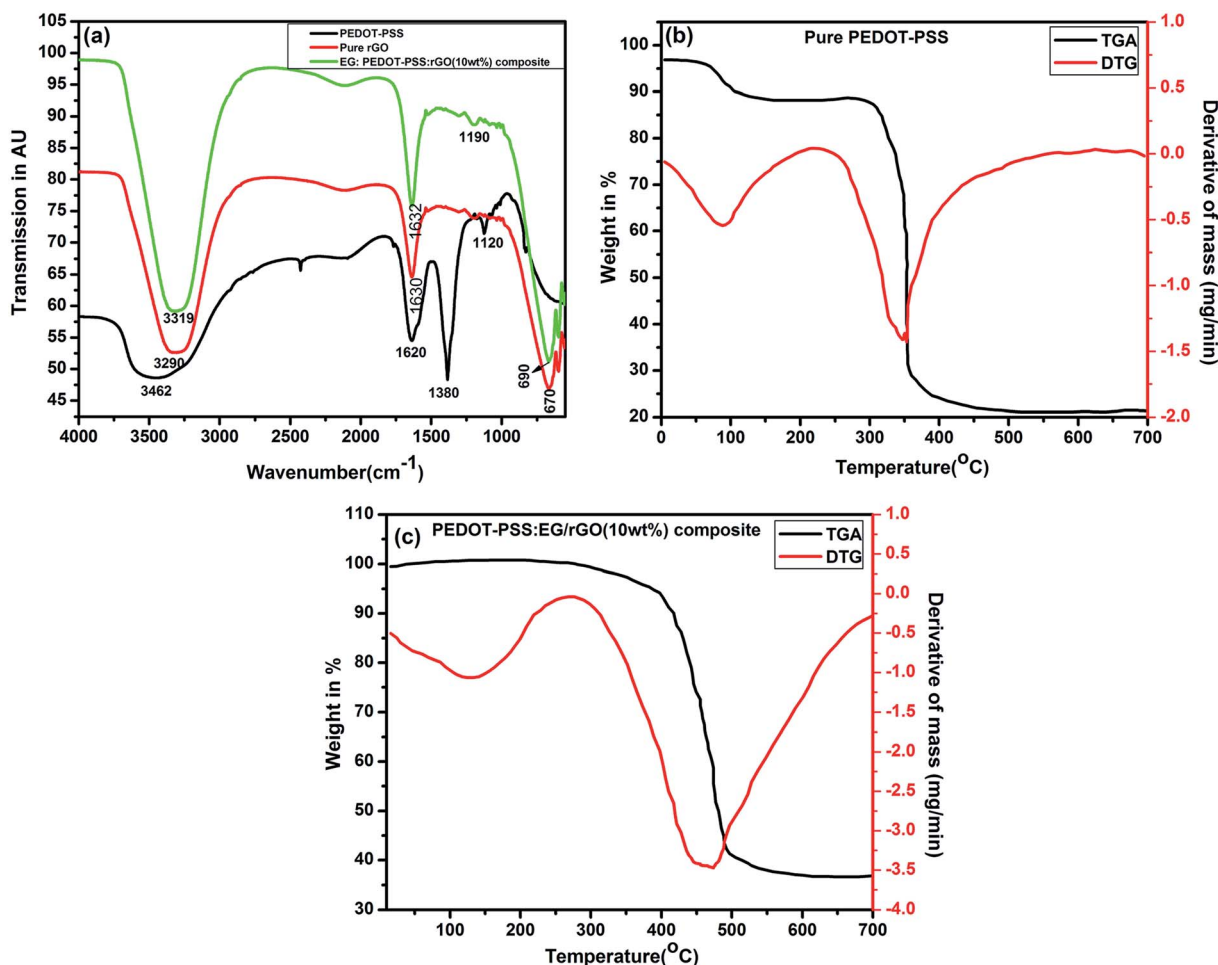 (a)
PEDOT-PSS
Pure rGO
EG: PEDOT-PSS:rGO(10wt%) composite
105
100
95
90
85
80
75
70
65
60
55
50
45
Transmission in AU
1190
1632
1630
1120
3319
3290
3462
1620
1380
690
670
4000 3500 3000 2500 2000 1500 1000
Wavenumber(cm⁻¹)
(b) Pure PEDOT-PSS
TGA
DTG
100
90
80
70
60
50
40
30
20
Weight in %
1.0
0.5
0.0
-0.5
-1.0
-1.5
-2.0
Derivative of mass (mg/min)
0 100 200 300 400 500 600 700
Temperature(°C)
(c) PEDOT-PSS:EG/rGO(10wt%) composite
TGA
DTG
110
100
90
80
70
60
50
40
30
Weight in %
1.0
0.5
0.0
-0.5
-1.0
-1.5
-2.0
-2.5
-3.0
-3.5
-4.0
Derivative of mass (mg/min)
100 200 300 400 500 600 700
Temperature(°C)